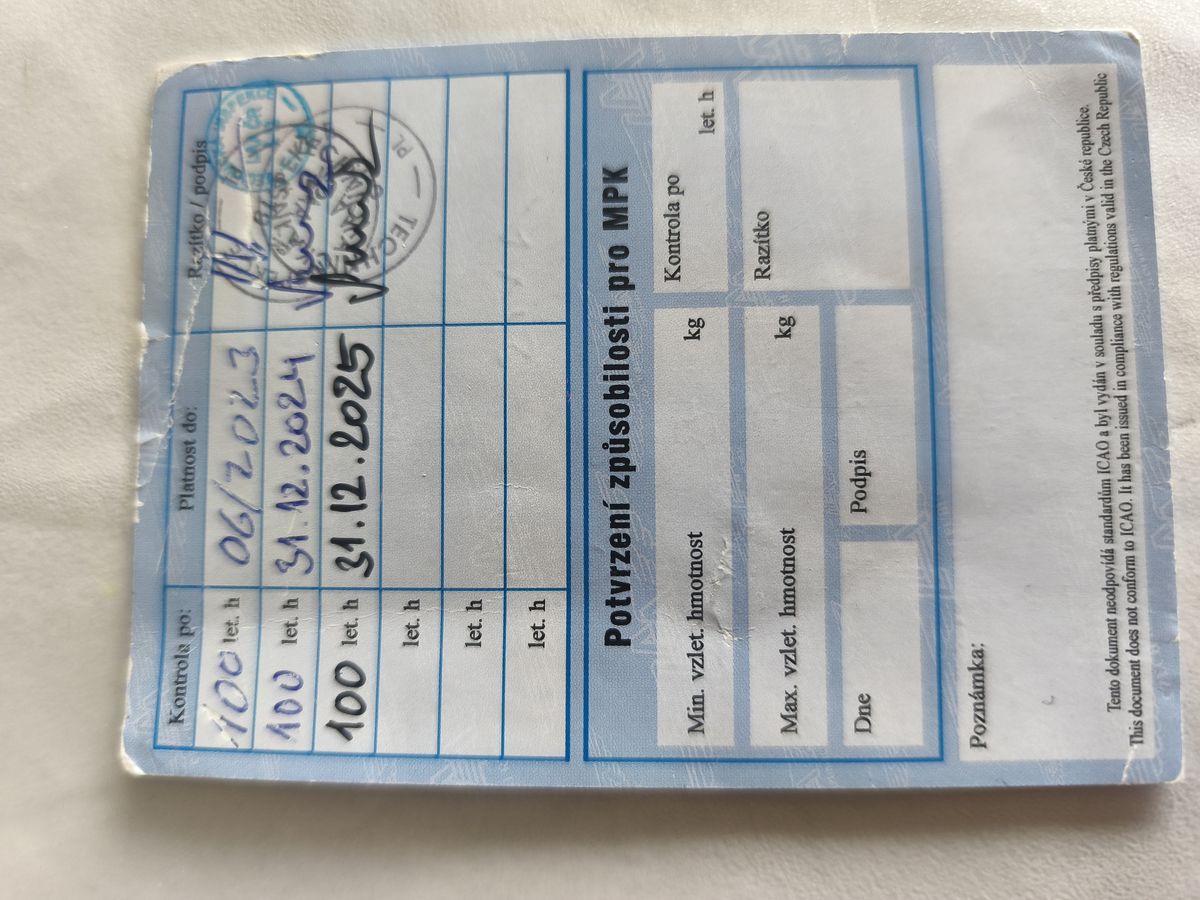 Kontrola po: Platnost do: Razítko / podpis
100 let. h 06/2023
100 let. h 31.12.2024
100 let. h 31.12.2025
let. h
let. h
let. h
TECH
PL
Potvrzení způsobilosti pro MPK
Min. vzlet. hmotnost kg Kontrola po let. h
Max. vzlet. hmotnost kg Razítko
Dne Podpis
Poznámka:
Tento dokument neodpovídá standardům ICAO a byl vydán v souladu s předpisy platnými v České republice.
This document does not conform to ICAO. It has been issued in compliance with regulations valid in the Czech Republic